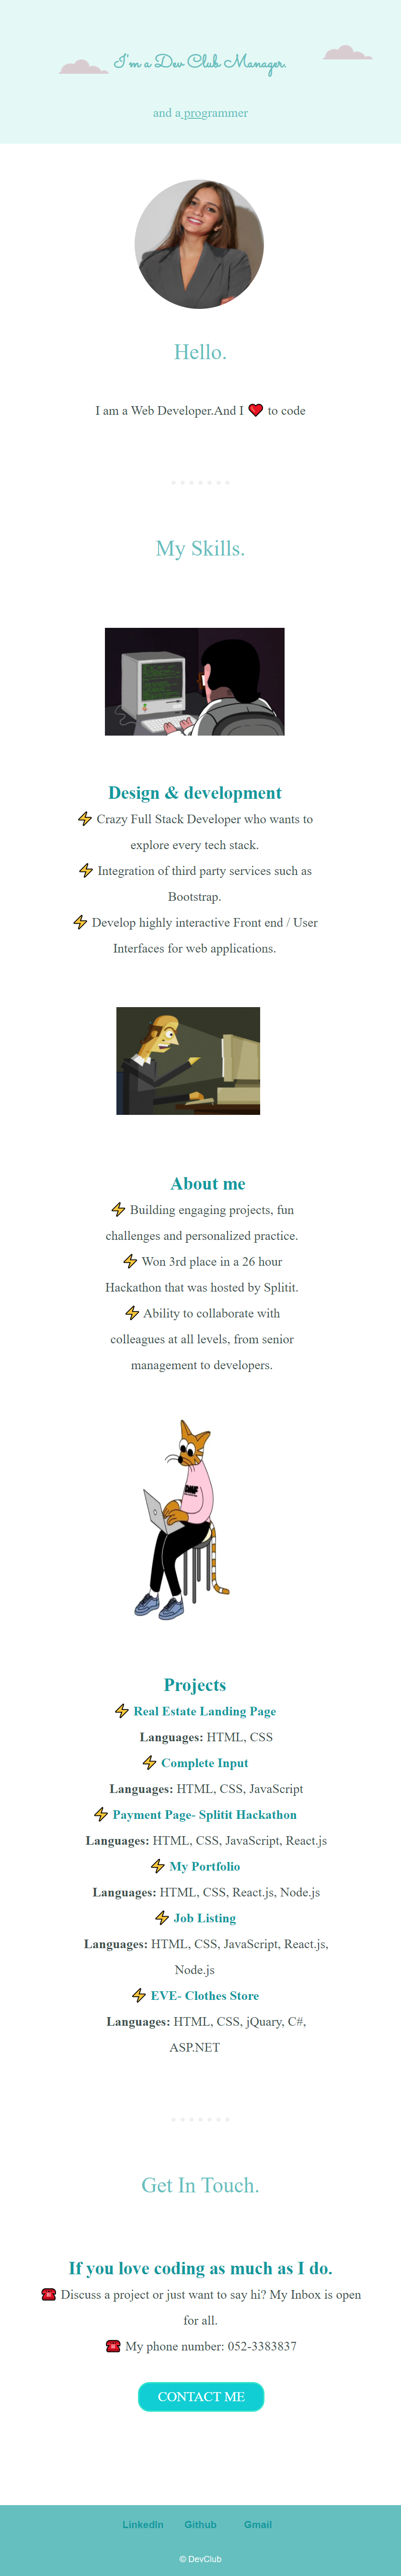 I'm a Dev Club Manager.
and a programmer
Hello.
I am a Web Developer.And I ❤ to code
My Skills.
Design & development
⚡ Crazy Full Stack Developer who wants to
explore every tech stack.
⚡ Integration of third party services such as
Bootstrap.
⚡ Develop highly interactive Front end / User
Interfaces for web applications.
About me
⚡ Building engaging projects, fun
challenges and personalized practice.
⚡ Won 3rd place in a 26 hour
Hackathon that was hosted by Splitit.
⚡ Ability to collaborate with
colleagues at all levels, from senior
management to developers.
Projects
⚡ Real Estate Landing Page
Languages: HTML, CSS
⚡ Complete Input
Languages: HTML, CSS, JavaScript
⚡ Payment Page- Splitit Hackathon
Languages: HTML, CSS, JavaScript, React.js
⚡ My Portfolio
Languages: HTML, CSS, React.js, Node.js
⚡ Job Listing
Languages: HTML, CSS, JavaScript, React.js,
Node.js
⚡ EVE- Clothes Store
Languages: HTML, CSS, jQuary, C#,
ASP.NET
Get In Touch.
If you love coding as much as I do.
☎ Discuss a project or just want to say hi? My Inbox is open
for all.
☎ My phone number: 052-3383837
CONTACT ME
LinkedIn Github Gmail
© DevClub